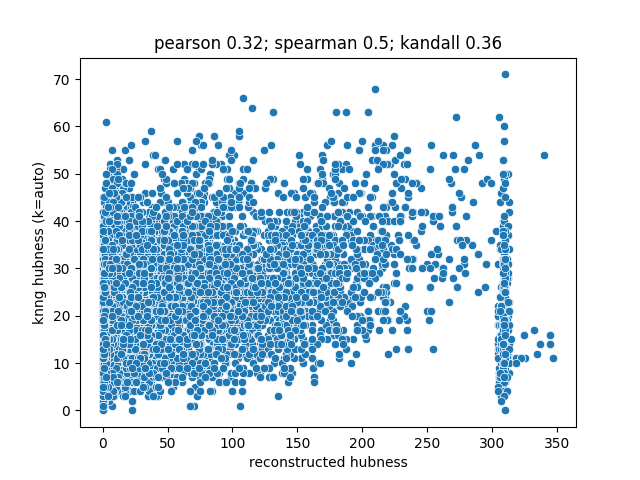 pearson 0.32; spearman 0.5; kandall 0.36
70
60
50
40
30
20
10
0
knng hubness (k=auto)
0 50 100 150 200 250 300 350
reconstructed hubness